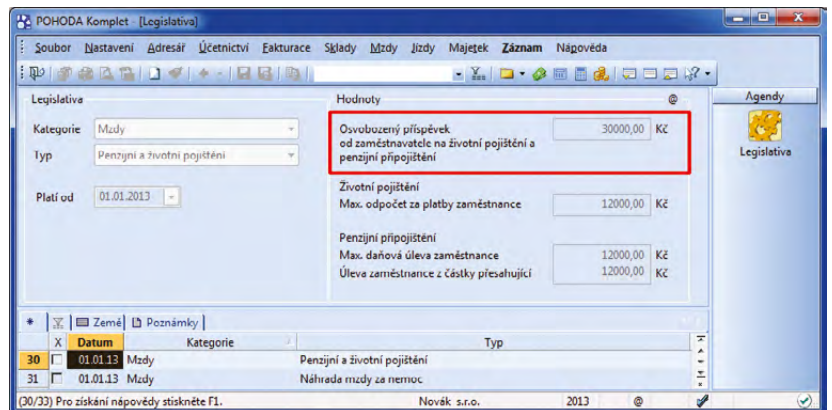 POHODA Komplet - [Legislativa]
Soubor Nastavení Adresář Účetnictví Fakturace Sklady Mzdy Jízdy Majetek Záznam Nápověda
Legislativa
Kategorie Mzdy
Typ Penzijní a životní pojištění
Platí od 01.01.2013
Hodnoty @
Osvobozený příspěvek 30000,00 Kč
od zaměstnavatele na životní pojištění a
penzijní připojištění
Životní pojištění
Max. odpočet za platby zaměstnance 12000,00 Kč
Penzijní připojištění
Max. daňová úleva zaměstnance 12000,00 Kč
Úleva zaměstnance z částky přesahující 12000,00 Kč
Agendy
Legislativa
* Země Poznámky
X Datum Kategorie Typ
30 01.01.13 Mzdy Penzijní a životní pojištění
31 01.01.13 Mzdy Náhrada mzdy za nemoc
(30/33) Pro získání nápovědy stiskněte F1. Novák s.r.o. 2013 @